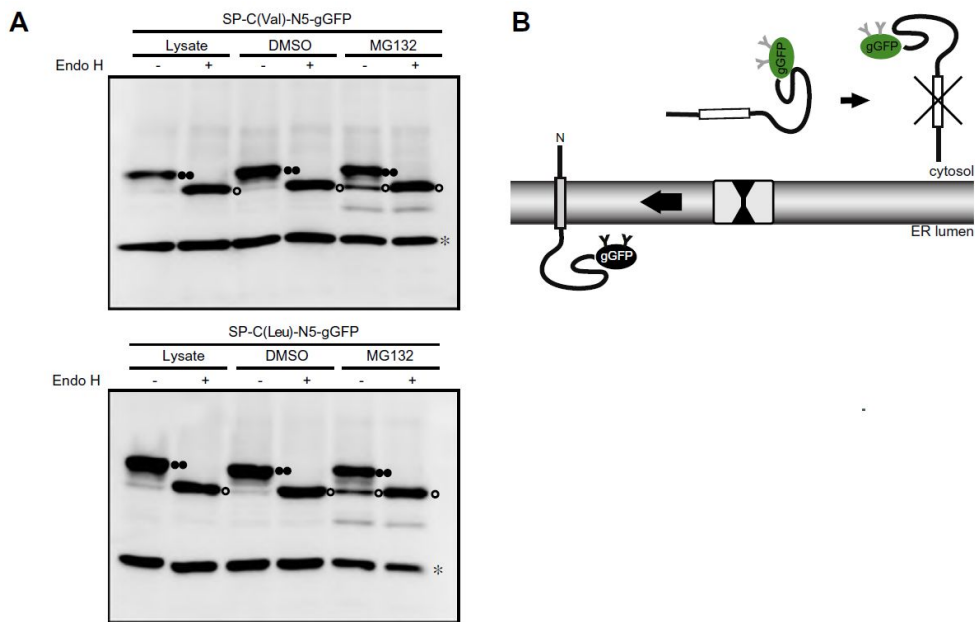 A
SP-C(Val)-N5-gGFP
Lysate DMSO MG132
Endo H - + - + - +
*
SP-C(Leu)-N5-gGFP
Lysate DMSO MG132
Endo H - + - + - +
*
B
gGFP
gGFP
N
cytosol
ER lumen
gGFP